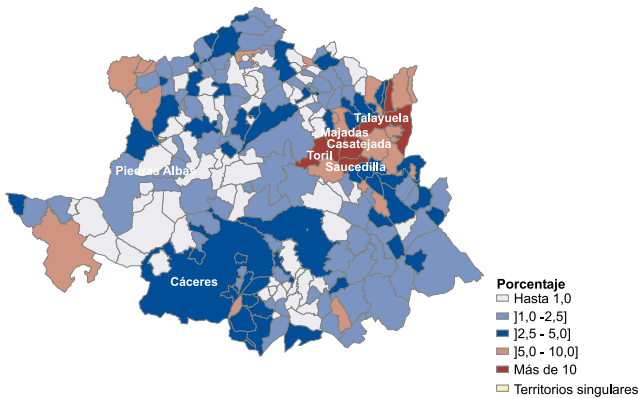 Talayuela
Majadas
Casatejada
Toril
Saucedilla
Piedras Albas
Cáceres
Porcentaje
Hasta 1,0
]1,0 -2,5]
]2,5 - 5,0]
]5,0 - 10,0]
Más de 10
Territorios singulares